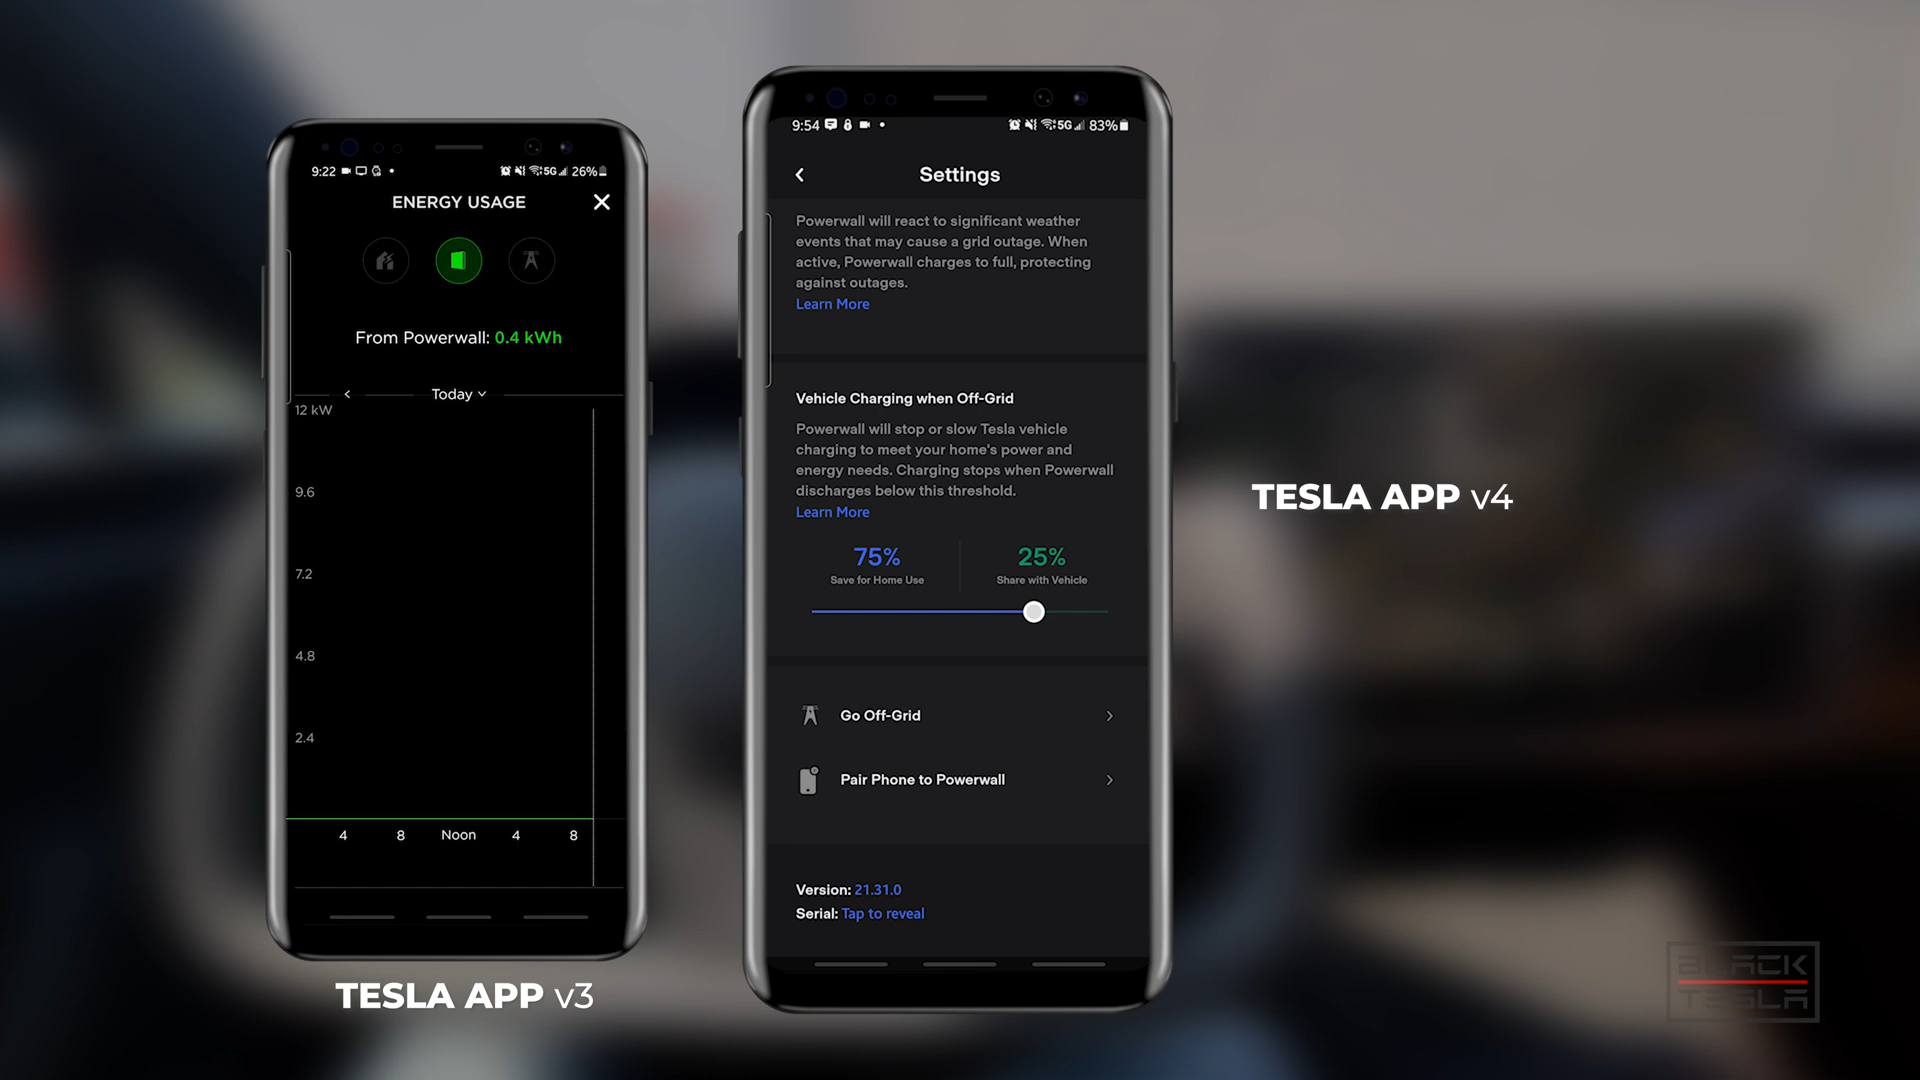 9:22
5G 26%
ENERGY USAGE
From Powerwall: 0.4 kWh
Today
12 kW
9.6
7.2
4.8
2.4
4 8 Noon 4 8
TESLA APP v3
9:54
5G 83%
Settings
Powerwall will react to significant weather
events that may cause a grid outage. When
active, Powerwall charges to full, protecting
against outages.
Learn More
Vehicle Charging when Off-Grid
Powerwall will stop or slow Tesla vehicle
charging to meet your home's power and
energy needs. Charging stops when Powerwall
discharges below this threshold.
Learn More
75% 25%
Save for Home Use Share with Vehicle
Go Off-Grid
Pair Phone to Powerwall
Version: 21.31.0
Serial: Tap to reveal
TESLA APP v4
BLACK
TESLA